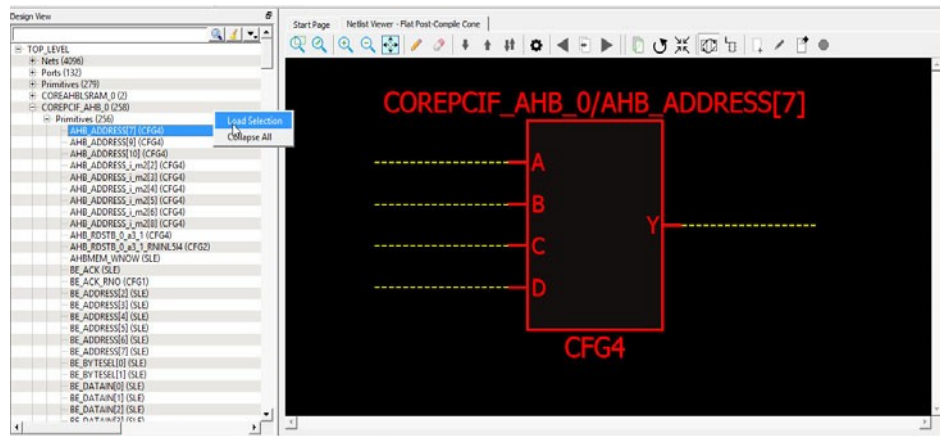 Design View
Start Page
Netlist Viewer - Flat Post-Compile Cone
TOP_LEVEL
Nets (4096)
Ports (132)
Primitives (279)
COREAHBLSRAM_0 (2)
COREPCIF_AHB_0 (258)
Primitives (256)
Load Selection
AHB_ADDRESS[7] (CFG4)
Collapse All
AHB_ADDRESS[9] (CFG4)
AHB_ADDRESS[10] (CFG4)
AHB_ADDRESS_i_m2[2] (CFG4)
AHB_ADDRESS_i_m2[3] (CFG4)
AHB_ADDRESS_i_m2[4] (CFG4)
AHB_ADDRESS_i_m2[5] (CFG4)
AHB_ADDRESS_i_m2[6] (CFG4)
AHB_ADDRESS_i_m2[8] (CFG4)
AHB_RDSTB_0_a3_1 (CFG4)
AHB_RDSTB_0_a3_1_RNINL5I4 (CFG2)
AHBMEM_WNOW (SLE)
BE_ACK (SLE)
BE_ACK_RNO (CFG1)
BE_ADDRESS[2] (SLE)
BE_ADDRESS[3] (SLE)
BE_ADDRESS[4] (SLE)
BE_ADDRESS[5] (SLE)
BE_ADDRESS[6] (SLE)
BE_ADDRESS[7] (SLE)
BE_BYTESEL[0] (SLE)
BE_BYTESEL[1] (SLE)
BE_DATAIN[0] (SLE)
BE_DATAIN[1] (SLE)
BE_DATAIN[2] (SLE)
COREPCIF_AHB_0/AHB_ADDRESS[7]
A
B
Y
C
D
CFG4